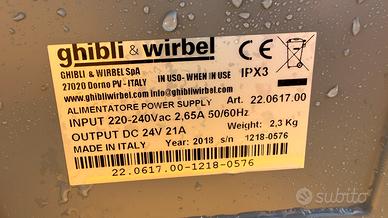 ghibli & wirbel
GHIBLI & WIRBEL SpA
27020 Dorno PV - ITALY IN USO- WHEN IN USE IPX3
www.ghibliwirbel.com info@ghibliwirbel.com
ALIMENTATORE POWER SUPPLY Art. 22.0617.00
INPUT 220-240Vac 2,65A 50/60Hz
OUTPUT DC 24V 21A Weight: 2,3 Kg
MADE IN ITALY Year: 2018 s/n 1218-0576
22.0617.00-1218-0576
subito